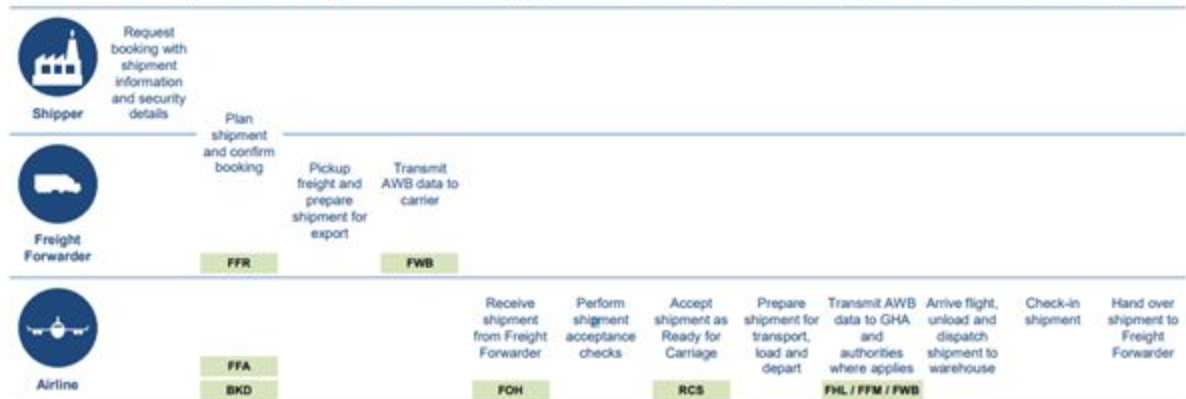 Request
booking with
shipment
information
and security
details
Shipper
Plan
shipment
and confirm
booking
Pickup
freight and
prepare
shipment for
export
Transmit
AWB data to
carrier
Freight
Forwarder
FFR
FWB
Receive
shipment
from Freight
Forwarder
Perform
shipment
acceptance
checks
Accept
shipment as
Ready for
Carriage
Prepare
shipment for
transport,
load and
depart
Transmit AWB
data to GHA
and
authorities
where applies
Arrive flight,
unload and
dispatch
shipment to
warehouse
Check-in
shipment
Hand over
shipment to
Freight
Forwarder
Airline
FFA
BKD
FOH
RCS
FHL / FFM / FWB